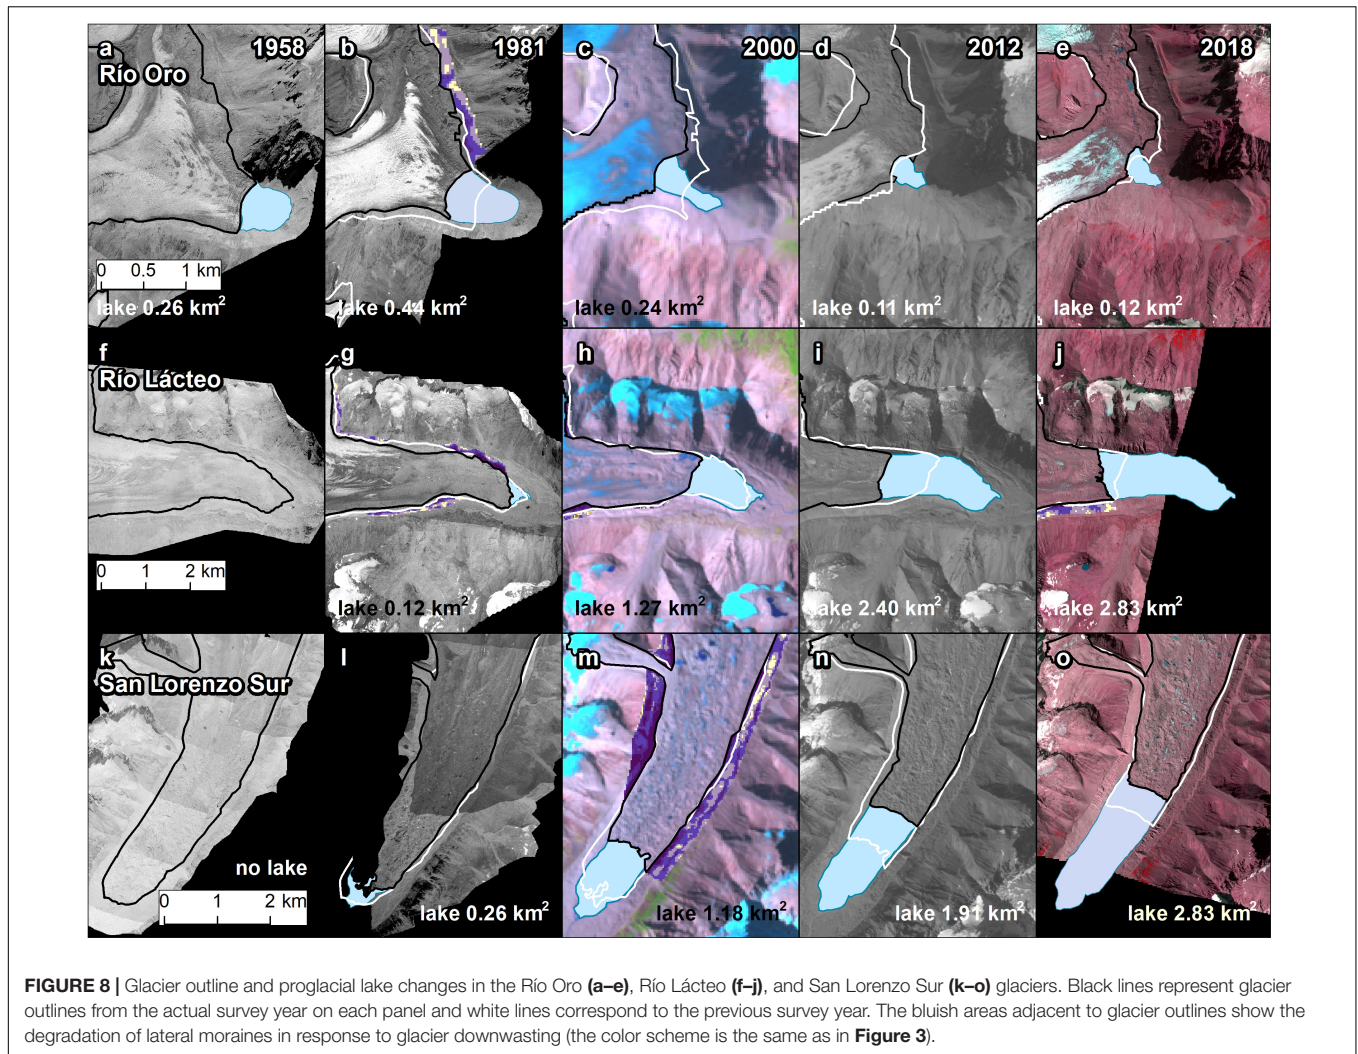 a
Río Oro
1958
0 0.5 1 km
lake 0.26 km²
b
1981
lake 0.44 km²
c
2000
lake 0.24 km²
d
2012
lake 0.11 km²
e
2018
lake 0.12 km²
f
Río Lácteo
0 1 2 km
g
lake 0.12 km²
h
lake 1.27 km²
i
lake 2.40 km²
j
lake 2.83 km²
k
San Lorenzo Sur
no lake
0 1 2 km
l
lake 0.26 km²
m
lake 1.18 km²
n
lake 1.91 km²
o
lake 2.83 km²
FIGURE 8 | Glacier outline and proglacial lake changes in the Río Oro (a–e), Río Lácteo (f–j), and San Lorenzo Sur (k–o) glaciers. Black lines represent glacier
outlines from the actual survey year on each panel and white lines correspond to the previous survey year. The bluish areas adjacent to glacier outlines show the
degradation of lateral moraines in response to glacier downwasting (the color scheme is the same as in Figure 3).